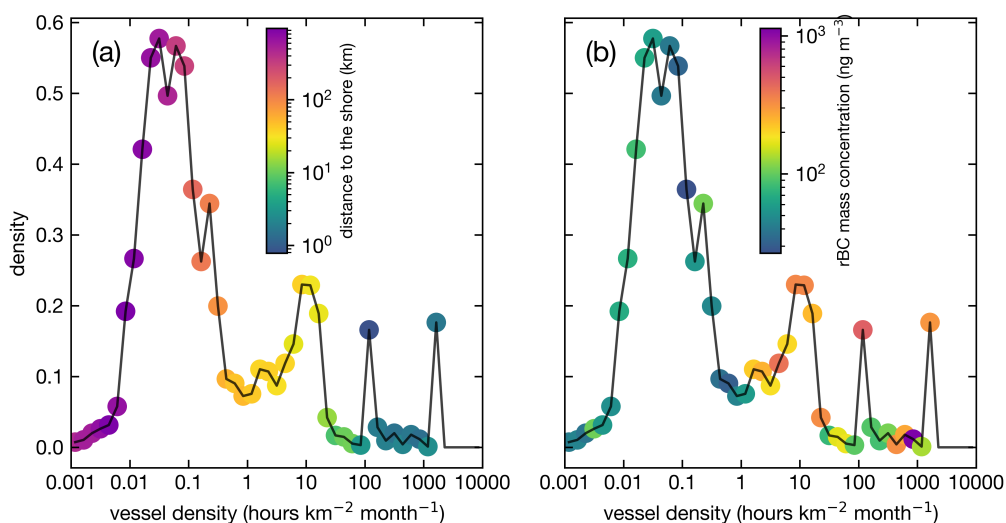 (a)
density
0.6
0.5
0.4
0.3
0.2
0.1
0.0
0.001 0.01 0.1 1 10 100 1000 10000
vessel density (hours km⁻² month⁻¹)
10²
10¹
10⁰
distance to the shore (km)
(b)
0.001 0.01 0.1 1 10 100 1000 10000
vessel density (hours km⁻² month⁻¹)
10³
10²
rBC mass concentration (ng m⁻³)